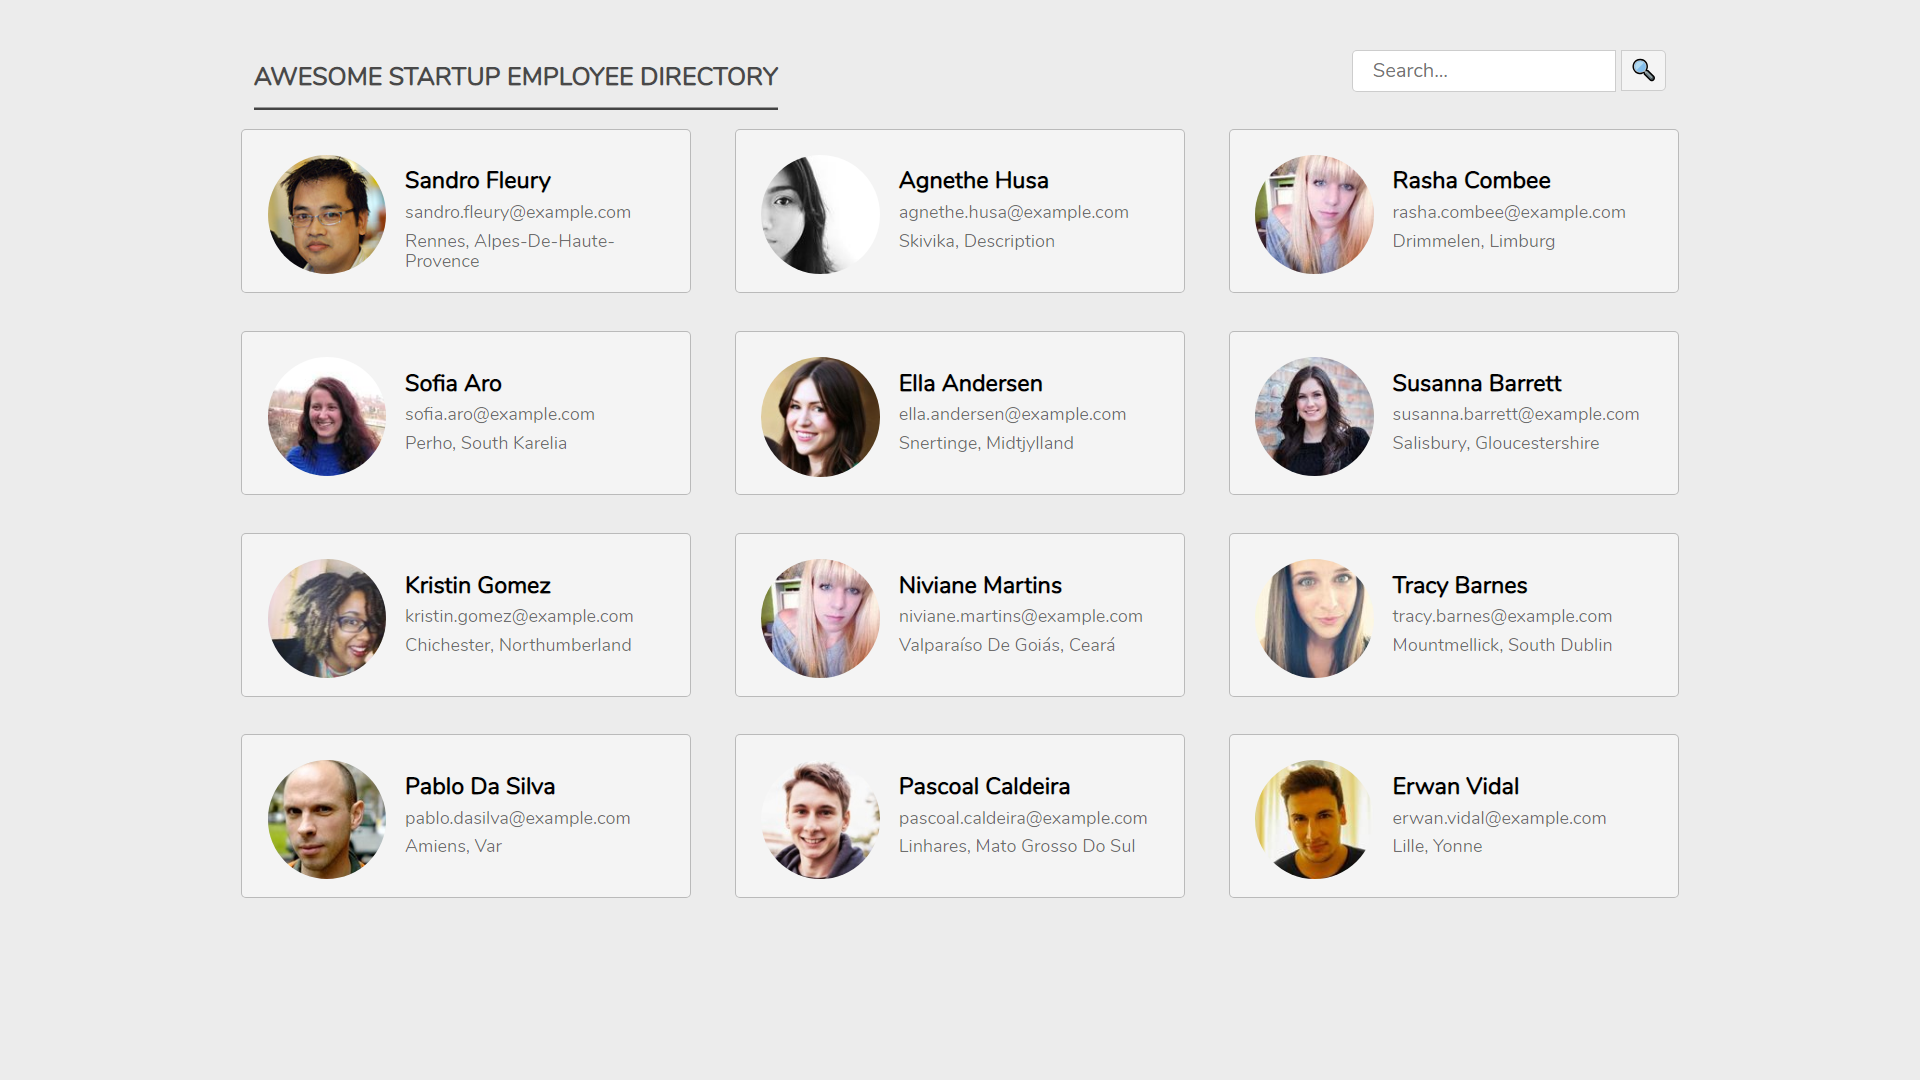 AWESOME STARTUP EMPLOYEE DIRECTORY
Search...
Sandro Fleury
sandro.fleury@example.com
Rennes, Alpes-De-Haute-
Provence
Agnethe Husa
agnethe.husa@example.com
Skivika, Description
Rasha Combee
rasha.combee@example.com
Drimmelen, Limburg
Sofia Aro
sofia.aro@example.com
Perho, South Karelia
Ella Andersen
ella.andersen@example.com
Snertinge, Midtjylland
Susanna Barrett
susanna.barrett@example.com
Salisbury, Gloucestershire
Kristin Gomez
kristin.gomez@example.com
Chichester, Northumberland
Niviane Martins
niviane.martins@example.com
Valparaíso De Goiás, Ceará
Tracy Barnes
tracy.barnes@example.com
Mountmellick, South Dublin
Pablo Da Silva
pablo.dasilva@example.com
Amiens, Var
Pascoal Caldeira
pascoal.caldeira@example.com
Linhares, Mato Grosso Do Sul
Erwan Vidal
erwan.vidal@example.com
Lille, Yonne